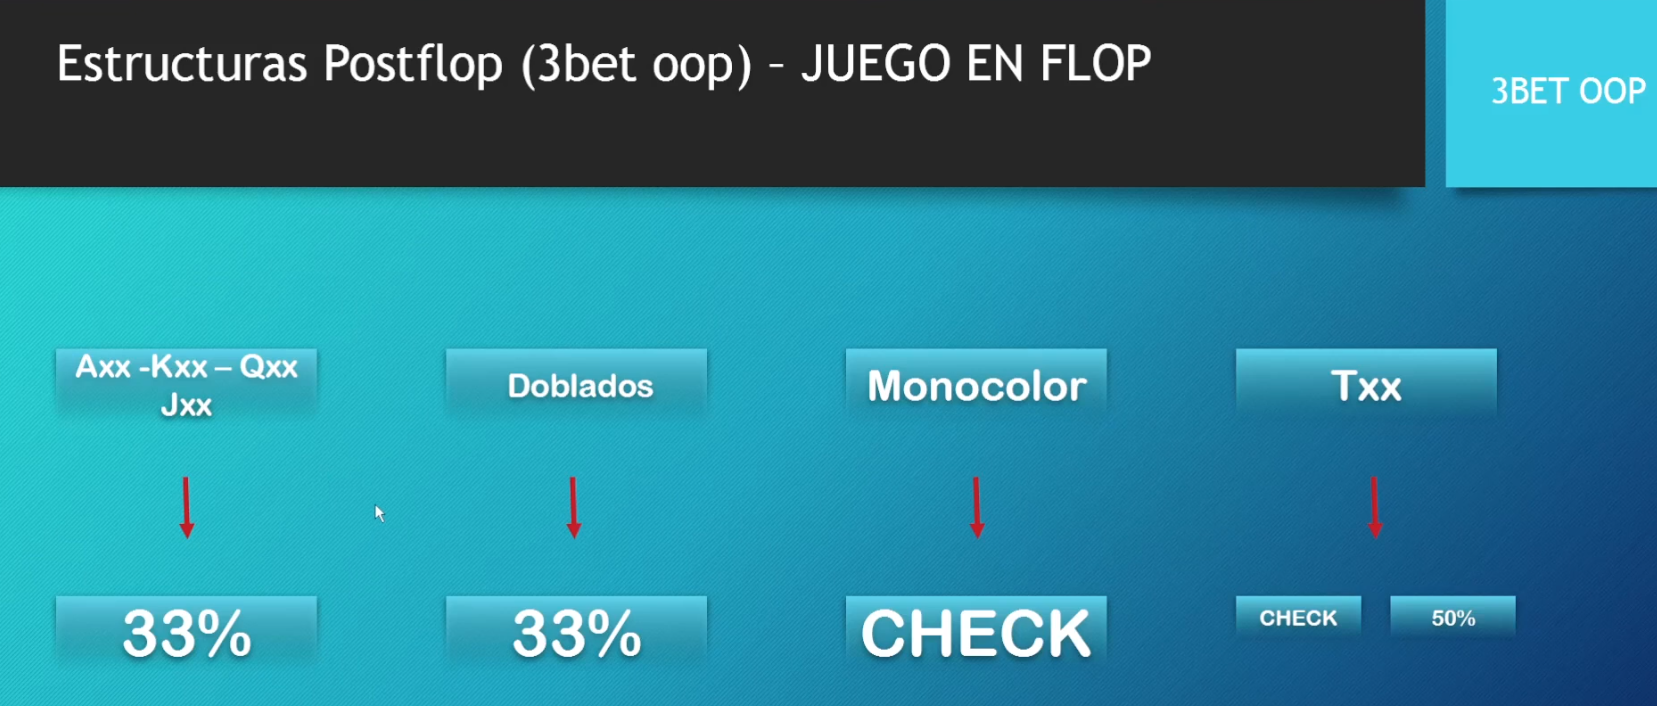 Estructuras Postflop (3bet oop) – JUEGO EN FLOP
3BET OOP
Axx -Kxx – Qxx
Jxx
Doblados
Monocolor
Txx
33%
33%
CHECK
CHECK
50%